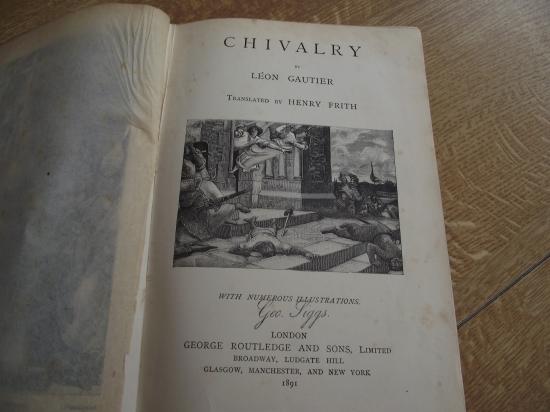 CHIVALRY
BY
LÉON GAUTIER
TRANSLATED BY HENRY FRITH
WITH NUMEROUS ILLUSTRATIONS.
Geo. Tiggs.
LONDON
GEORGE ROUTLEDGE AND SONS, LIMITED
BROADWAY, LUDGATE HILL
GLASGOW, MANCHESTER, AND NEW YORK
1891